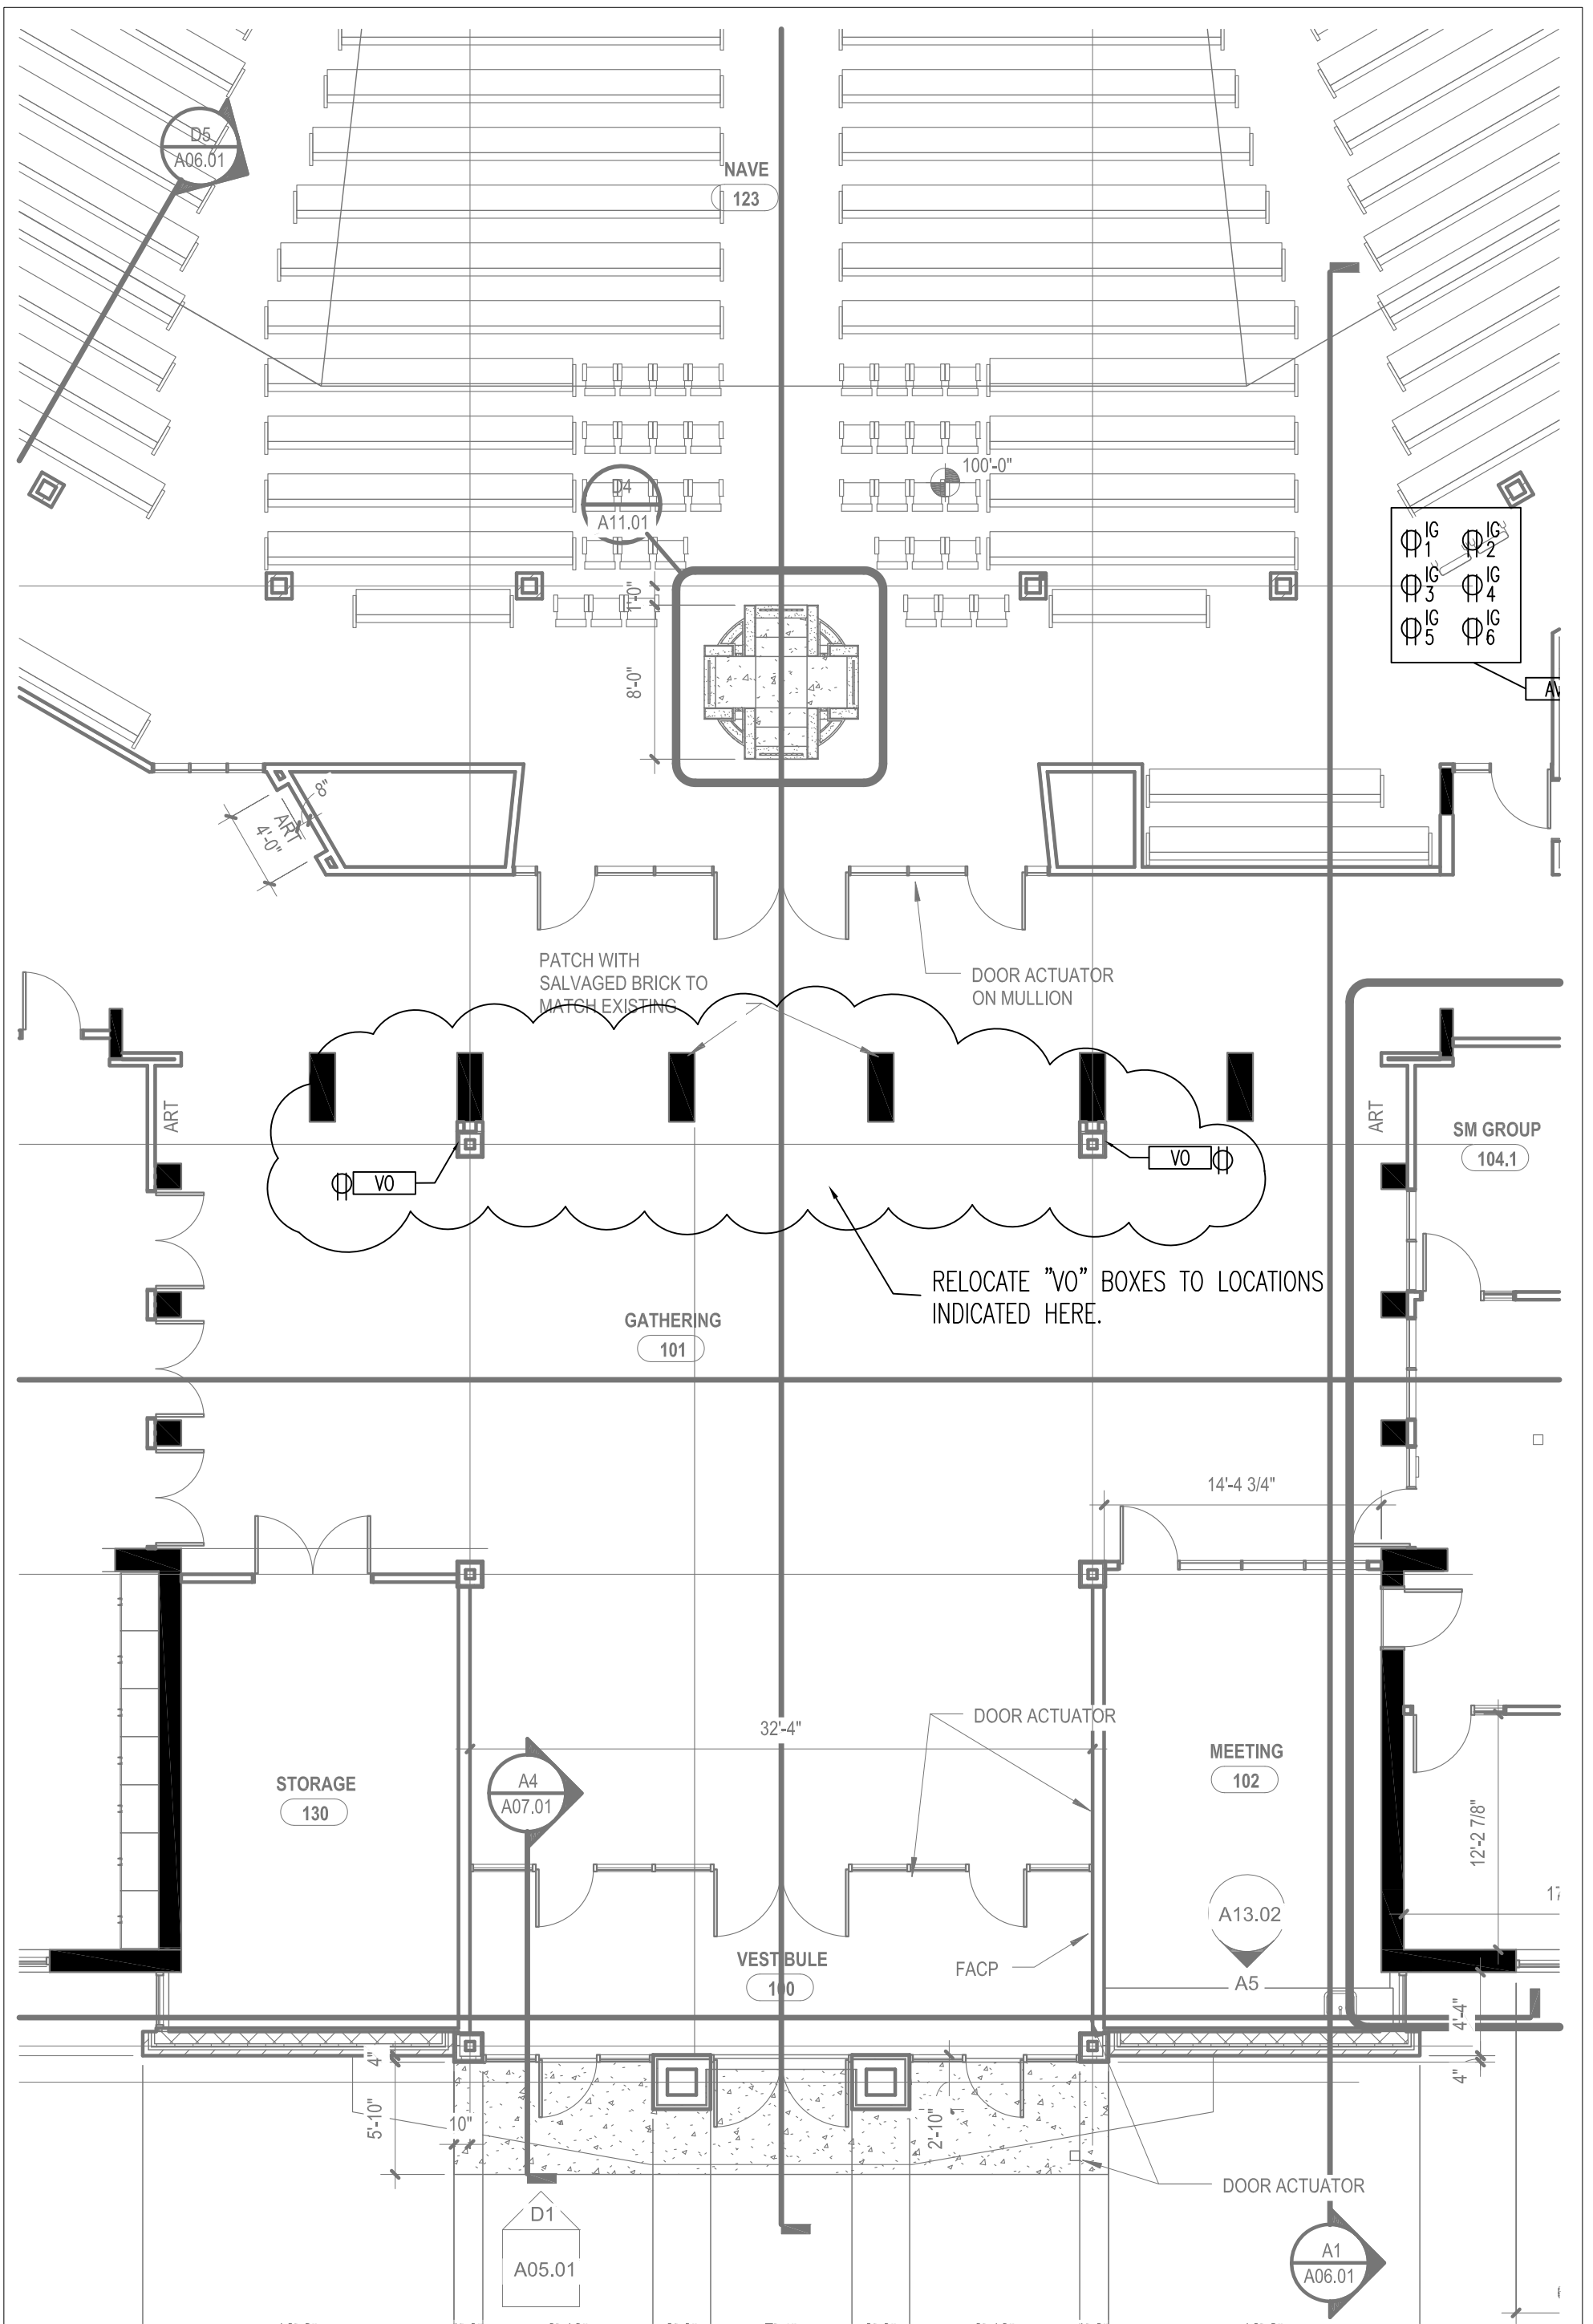 D5
A06.01
NAVE
123
D4
A11.01
100'-0"
1'-0"
8'-0"
IG
1
IG
2
IG
3
IG
4
IG
5
IG
6
8"
ART
4'-0"
PATCH WITH
SALVAGED BRICK TO
MATCH EXISTING
DOOR ACTUATOR
ON MULLION
ART
ART
SM GROUP
104.1
VO
VO
RELOCATE "VO" BOXES TO LOCATIONS
INDICATED HERE.
GATHERING
101
14'-4 3/4"
32'-4"
DOOR ACTUATOR
A4
A07.01
STORAGE
130
MEETING
102
12'-2 7/8"
A13.02
A5
FACP
VESTIBULE
100
4'-4"
4"
4"
5'-10"
10"
2'-10"
DOOR ACTUATOR
D1
A05.01
A1
A06.01